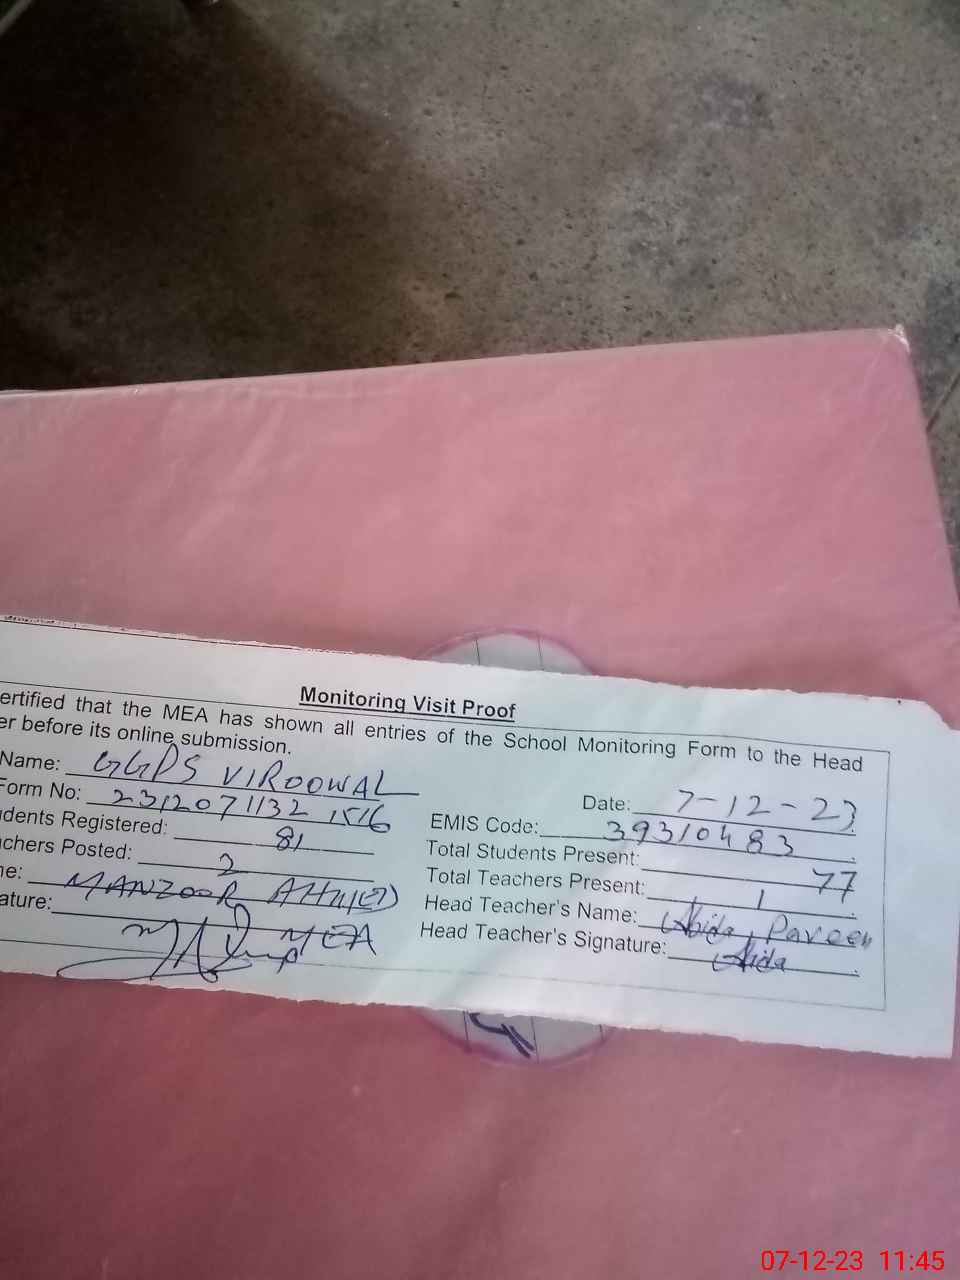 Monitoring Visit Proof
ertified that the MEA has shown all entries of the School Monitoring Form to the Head
er before its online submission.
Name: GGPS VIROOWAL
Date: 7-12-23
Form No: 2312071132 1516
EMIS Code: 39310483
dents Registered: 81
Total Students Present: 77
chers Posted: 2
Total Teachers Present: 1
ne: MANZOOR AHMED
Head Teacher's Name: Abida Parveen
ature: MEA
Head Teacher's Signature: Abida
07-12-23 11:45